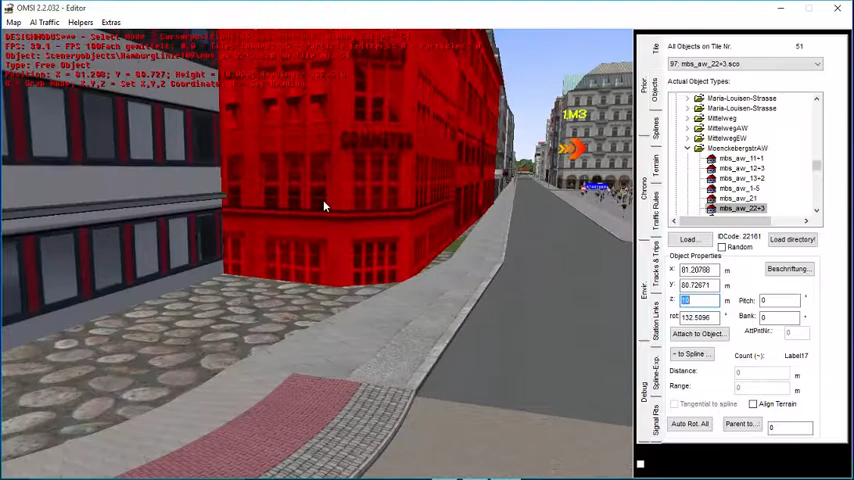 OMSI 2.2.032 - Editor
Map AI Traffic Helpers Extras
Type: Free Object
1M3
All Objects on Tile Nr. 51
97: mbs_aw_22+3.sco
Actual Object Types:
Maria-Louisen-Strasse
Maria-Louisen-Strasse
Mittelweg
MittelwegAW
MittelwegEW
MoenckebergstrAW
mbs_aw_11+1
mbs_aw_12+3
mbs_aw_13+2
mbs_aw_1-5
mbs_aw_21
mbs_aw_22+3
Load... IDCode: 22161 Load directory!
Random
Object Properties
x: 81.20788 m Beschriftung...
y: 80.72671 m
z: m Pitch: 0 °
rot: 132.5096 ° Bank: 0 °
Attach to Object... AttPntNr.: 0
~ to Spline ... Count (~): Label17
Distance: 0 m
Range: 0 m
Tangential to spline Align Terrain
Auto Rot. All Parent to...: 0
Tile
Objects
Splines
Terrain
Traffic Rules
Tracks & Trips
Station Links
Spline-Exp.
Signal Ra
Prior.
Chrono
Envir.
Debug